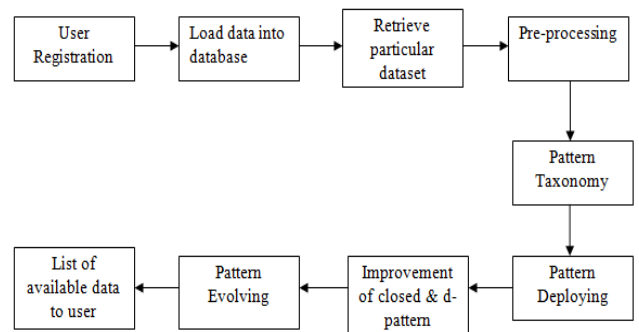 User
Registration
Load data into
database
Retrieve
particular
dataset
Pre-processing
Pattern
Taxonomy
Pattern
Deploying
Improvement
of closed & d-
pattern
Pattern
Evolving
List of
available data
to user